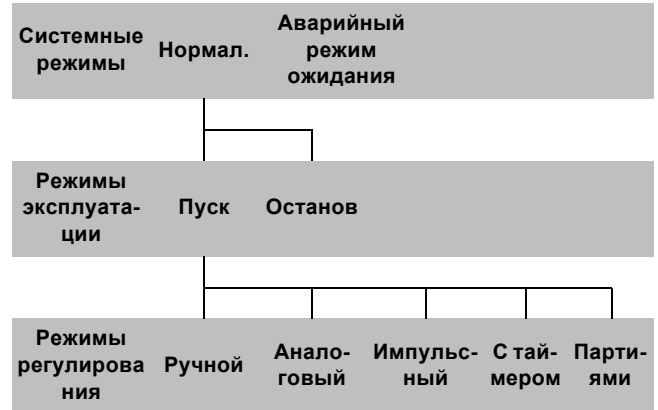 Системные режимы
Нормал.
Аварийный режим ожидания
Режимы эксплуата-ции
Пуск
Останов
Режимы регулирова ния
Ручной
Анало-говый
Импульс-ный
С тай-мером
Парти-ями